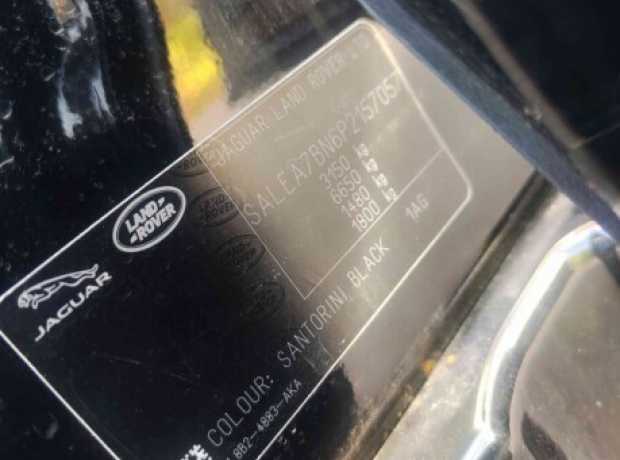 JAGUAR LAND ROVER LTD
SALEA7BN6P2157057
3150 kg
6650 kg
1480 kg
1800 kg
LAND
ROVER
JAGUAR
1AG
COLOUR: SANTORINI BLACK
8B2-4883-AKA